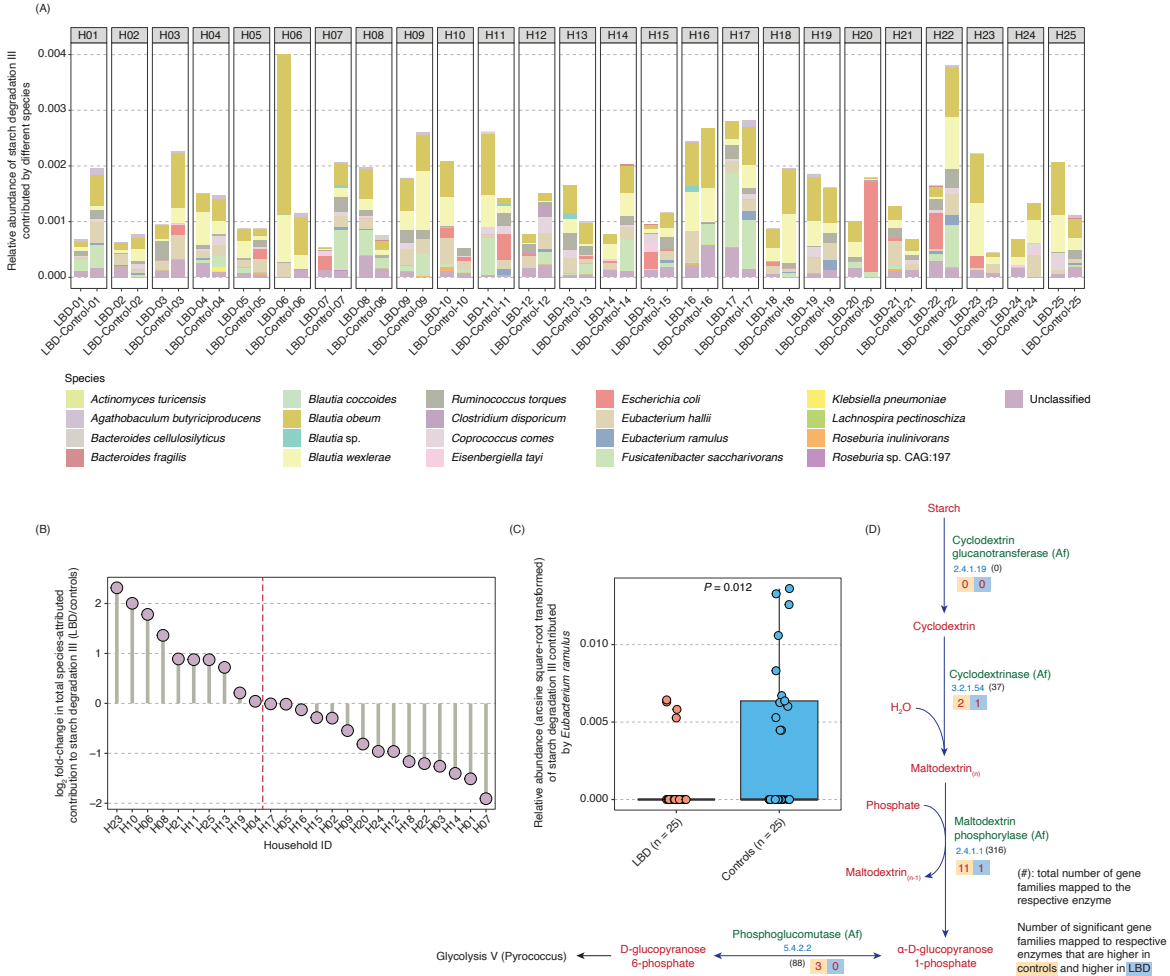 (A)
H01 H02 H03 H04 H05 H06 H07 H08 H09 H10 H11 H12 H13 H14 H15 H16 H17 H18 H19 H20 H21 H22 H23 H24 H25
Relative abundance of starch degradation III
contributed by different species
0.004
0.003
0.002
0.001
0.000
LBD-01
LBD-Control-01
LBD-02
LBD-Control-02
LBD-03
LBD-Control-03
LBD-04
LBD-Control-04
LBD-05
LBD-Control-05
LBD-06
LBD-Control-06
LBD-07
LBD-Control-07
LBD-08
LBD-Control-08
LBD-09
LBD-Control-09
LBD-10
LBD-Control-10
LBD-11
LBD-Control-11
LBD-12
LBD-Control-12
LBD-13
LBD-Control-13
LBD-14
LBD-Control-14
LBD-15
LBD-Control-15
LBD-16
LBD-Control-16
LBD-17
LBD-Control-17
LBD-18
LBD-Control-18
LBD-19
LBD-Control-19
LBD-20
LBD-Control-20
LBD-21
LBD-Control-21
LBD-22
LBD-Control-22
LBD-23
LBD-Control-23
LBD-24
LBD-Control-24
LBD-25
LBD-Control-25
Species
Actinomyces turicensis
Agathobaculum butyriciproducens
Bacteroides cellulosilyticus
Bacteroides fragilis
Blautia coccoides
Blautia obeum
Blautia sp.
Blautia wexlerae
Ruminococcus torques
Clostridium disporicum
Coprococcus comes
Eisenbergiella tayi
Escherichia coli
Eubacterium hallii
Eubacterium ramulus
Fusicatenibacter saccharivorans
Klebsiella pneumoniae
Lachnospira pectinoschiza
Roseburia inulinivorans
Roseburia sp. CAG:197
Unclassified
(B)
log2 fold-change in total species-attributed
contribution to starch degradation III (LBD/controls)
2
1
0
−1
−2
H23 H10 H06 H08 H21 H11 H25 H13 H19 H04 H17 H05 H16 H15 H02 H09 H20 H24 H12 H18 H22 H03 H14 H01 H07
Household ID
(C)
Relative abundance (arcsine square-root transformed)
of starch degradation III contributed
by Eubacterium ramulus
P = 0.012
0.010
0.005
0.000
LBD (n = 25)
Controls (n = 25)
(D)
Starch
Cyclodextrin
glucanotransferase (Af)
2.4.1.19 (0)
0 0
Cyclodextrin
Cyclodextrinase (Af)
3.2.1.54 (37)
2 1
H2O
Maltodextrin(n)
Phosphate
Maltodextrin
phosphorylase (Af)
2.4.1.1 (316)
11 1
Maltodextrin(n-1)
(#): total number of gene
families mapped to the
respective enzyme
Number of significant gene
families mapped to respective
enzymes that are higher in
controls and higher in LBD
Phosphoglucomutase (Af)
5.4.2.2
(88) 3 0
Glycolysis V (Pyrococcus)
D-glucopyranose
6-phosphate
α-D-glucopyranose
1-phosphate